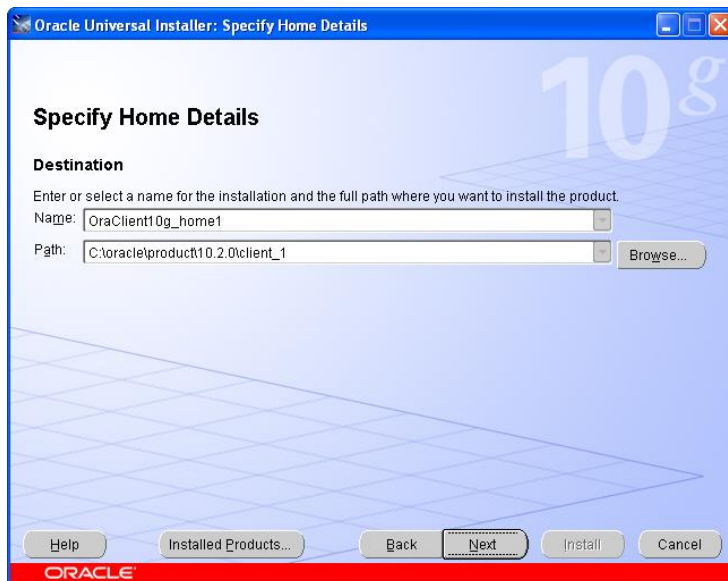 Oracle Universal Installer: Specify Home Details
10g
Specify Home Details
Destination
Enter or select a name for the installation and the full path where you want to install the product.
Name: OraClient10g_home1
Path: C:\oracle\product\10.2.0\client_1 Browse...
Help Installed Products... Back Next Install Cancel
ORACLE